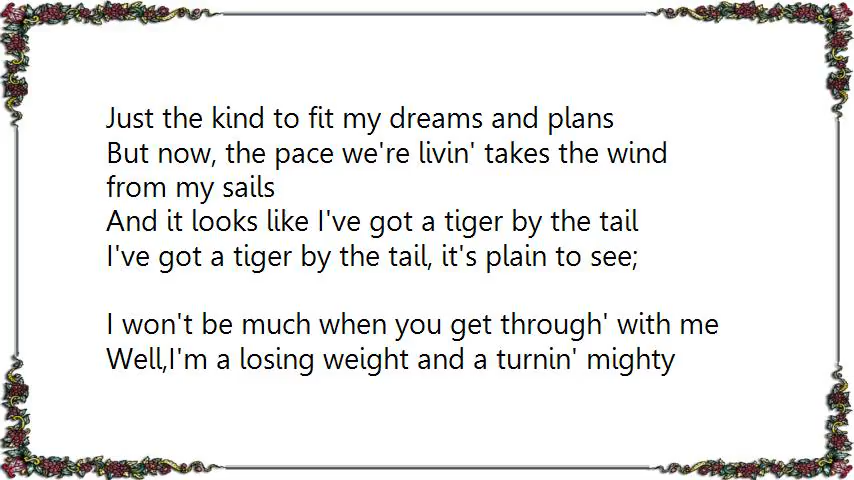 Just the kind to fit my dreams and plans
But now, the pace we're livin' takes the wind
from my sails
And it looks like I've got a tiger by the tail
I've got a tiger by the tail, it's plain to see;
I won't be much when you get through' with me
Well,I'm a losing weight and a turnin' mighty